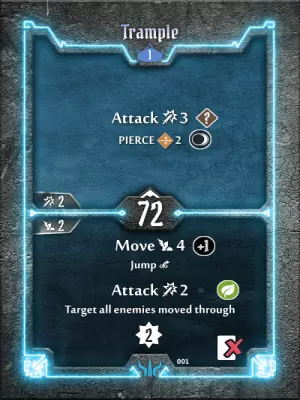 Trample
1
Attack 3 ?
PIERCE 2
2
72
2
Move 4 +1
Jump
Attack 2
Target all enemies moved through
2
001